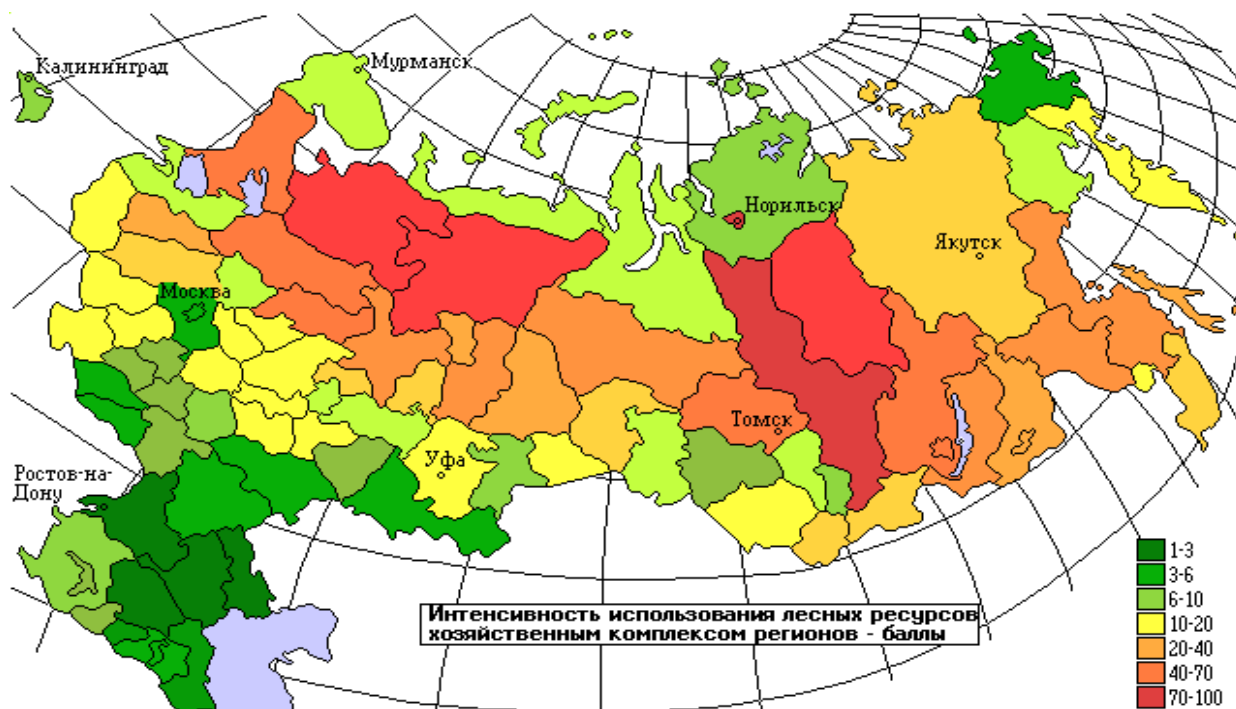 Калининград
Мурманск
Норильск
Якутск
Москва
Томск
Уфа
Ростов-на-
Дону
Интенсивность использования лесных ресурсов
хозяйственным комплексом регионов - баллы
1-3
3-6
6-10
10-20
20-40
40-70
70-100